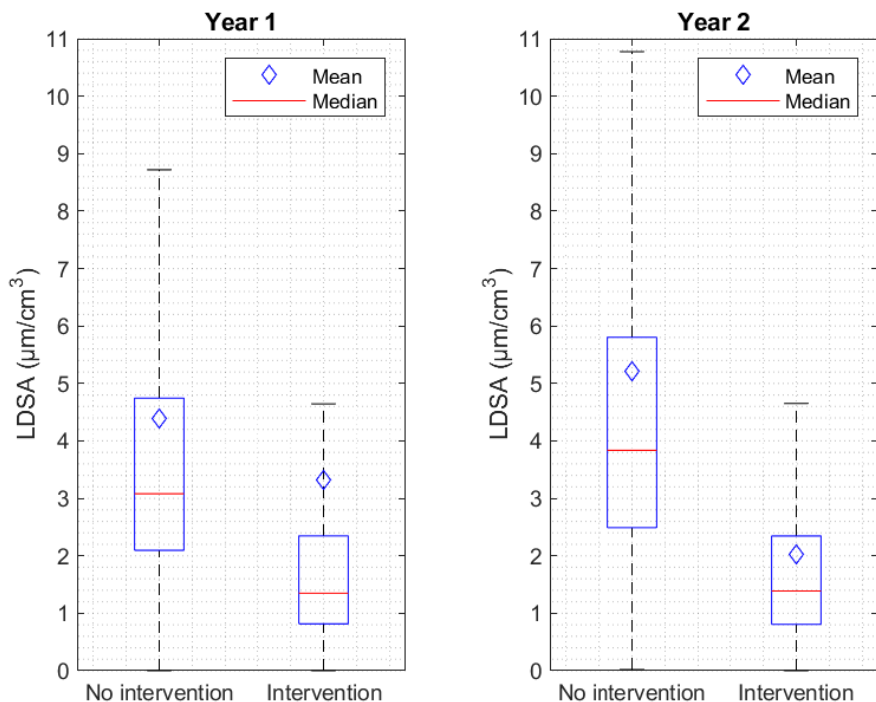 Year 1
11
10
9
8
7
6
5
4
3
2
1
0
LDSA (μm/cm³)
Mean
Median
No intervention
Intervention
Year 2
11
10
9
8
7
6
5
4
3
2
1
0
LDSA (μm/cm³)
Mean
Median
No intervention
Intervention